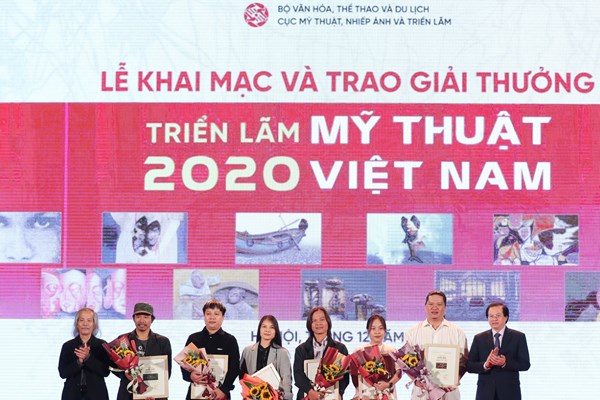 BỘ VĂN HÓA, THỂ THAO VÀ DU LỊCH
CỤC MỸ THUẬT, NHIẾP ẢNH VÀ TRIỂN LÃM
LỄ KHAI MẠC VÀ TRAO GIẢI THƯỞNG
TRIỂN LÃM MỸ THUẬT
2020 VIỆT NAM
12